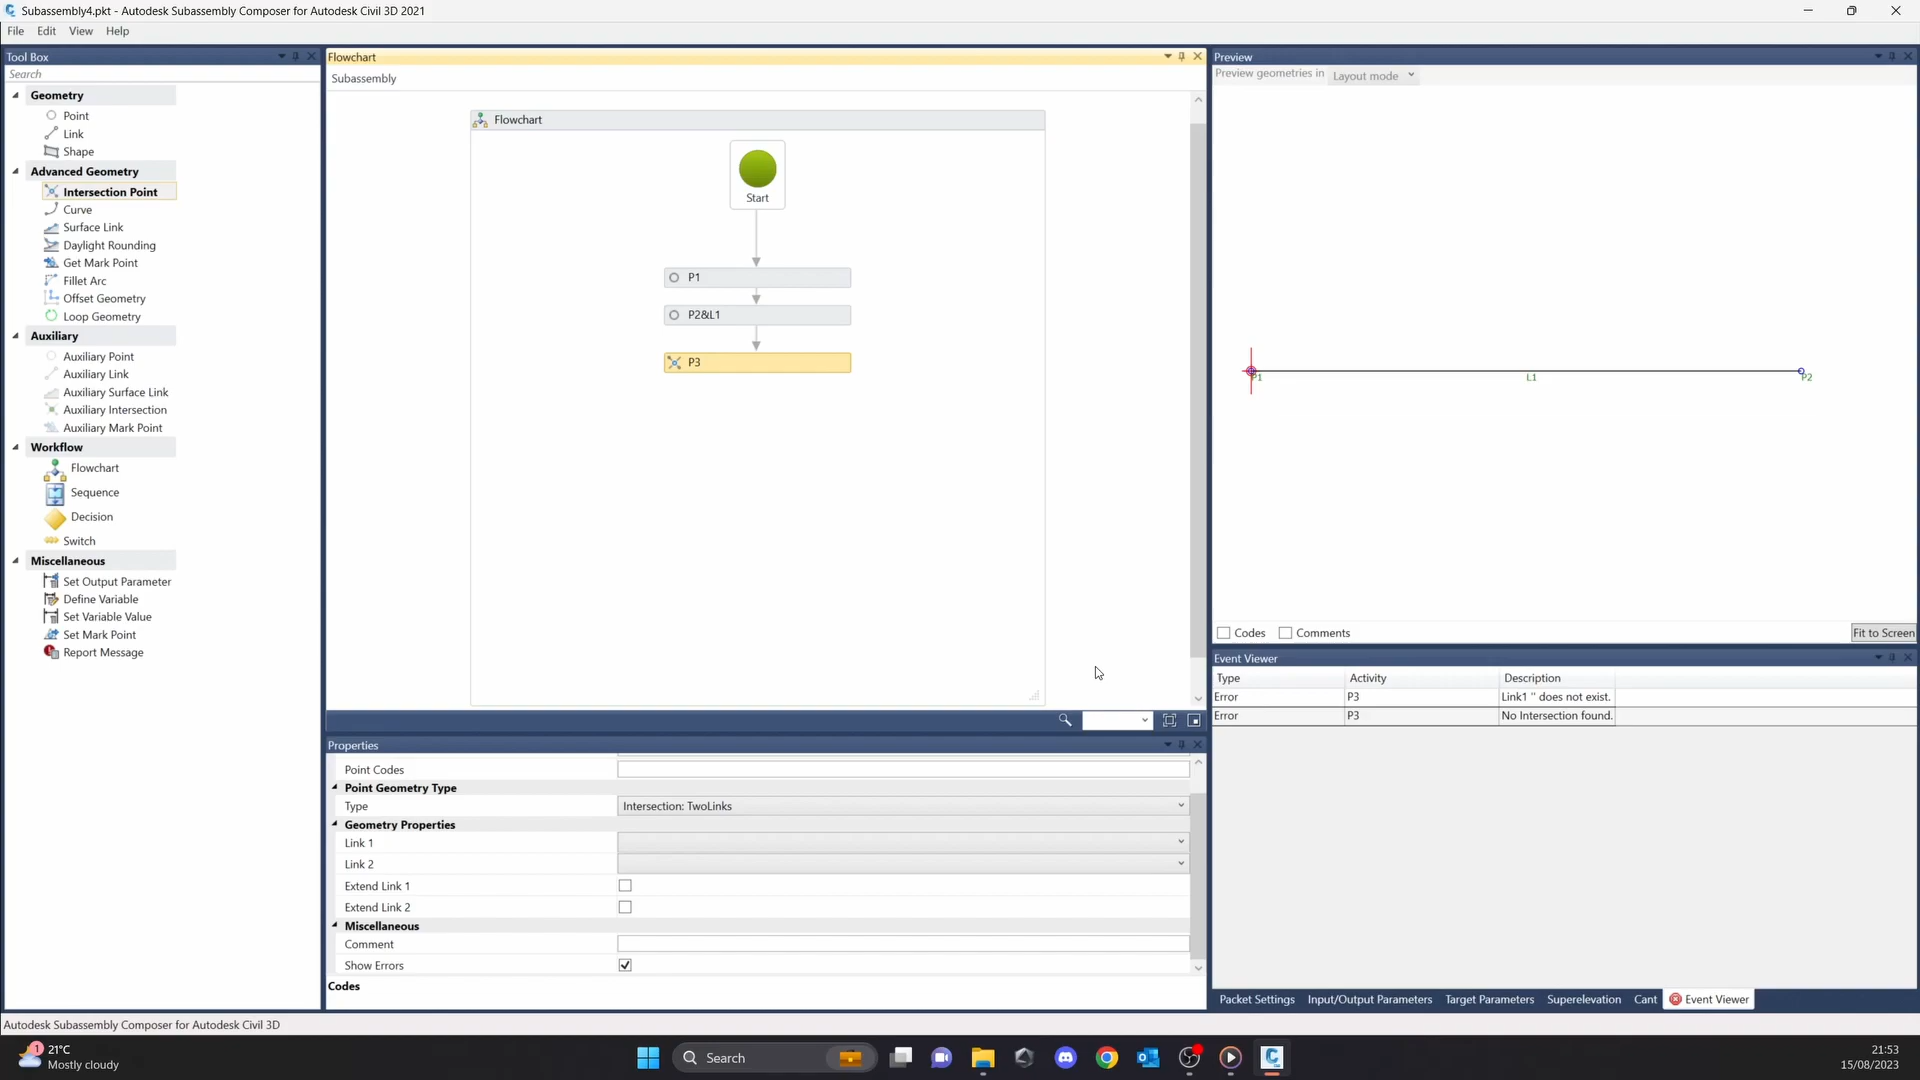 Subassembly4.pkt - Autodesk Subassembly Composer for Autodesk Civil 3D 2021
File Edit View Help
Tool Box
Search
Geometry
Point
Link
Shape
Advanced Geometry
Intersection Point
Curve
Surface Link
Daylight Rounding
Get Mark Point
Fillet Arc
Offset Geometry
Loop Geometry
Auxiliary
Auxiliary Point
Auxiliary Link
Auxiliary Surface Link
Auxiliary Intersection
Auxiliary Mark Point
Workflow
Flowchart
Sequence
Decision
Switch
Miscellaneous
Set Output Parameter
Define Variable
Set Variable Value
Set Mark Point
Report Message
Flowchart
Subassembly
Flowchart
Start
P1
P2&L1
P3
Properties
Point Codes
Point Geometry Type
Type Intersection: TwoLinks
Geometry Properties
Link 1
Link 2
Extend Link 1
Extend Link 2
Miscellaneous
Comment
Show Errors
Codes
Preview
Preview geometries in Layout mode
P1 L1 P2
Codes Comments Fit to Screen
Event Viewer
Type Activity Description
Error P3 Link1 '' does not exist.
Error P3 No Intersection found.
Packet Settings Input/Output Parameters Target Parameters Superelevation Cant Event Viewer
Autodesk Subassembly Composer for Autodesk Civil 3D
1
21°C
Mostly cloudy
Search
21:53
15/08/2023